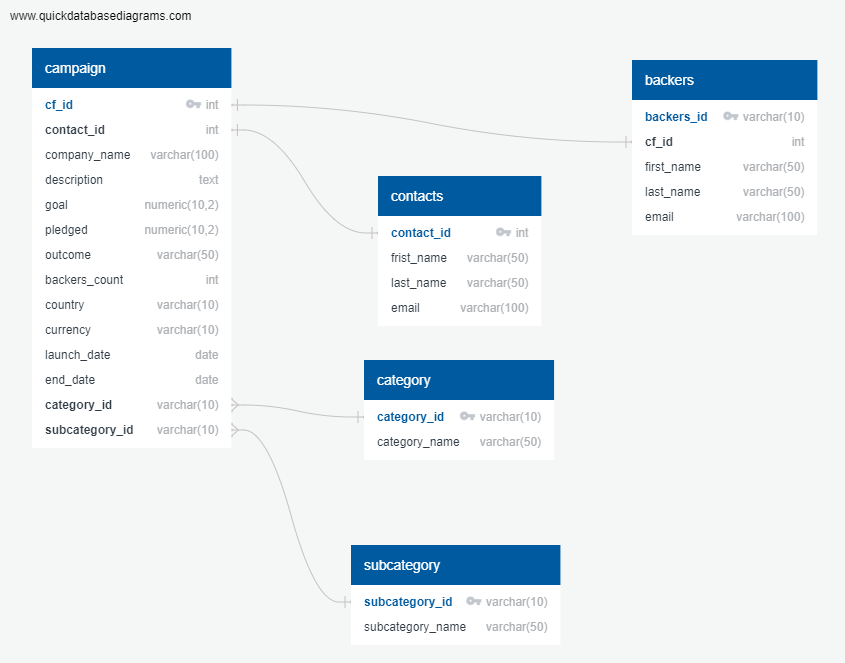 www.quickdatabasediagrams.com
campaign
cf_id int
contact_id int
company_name varchar(100)
description text
goal numeric(10,2)
pledged numeric(10,2)
outcome varchar(50)
backers_count int
country varchar(10)
currency varchar(10)
launch_date date
end_date date
category_id varchar(10)
subcategory_id varchar(10)
backers
backers_id varchar(10)
cf_id int
first_name varchar(50)
last_name varchar(50)
email varchar(100)
contacts
contact_id int
frist_name varchar(50)
last_name varchar(50)
email varchar(100)
category
category_id varchar(10)
category_name varchar(50)
subcategory
subcategory_id varchar(10)
subcategory_name varchar(50)